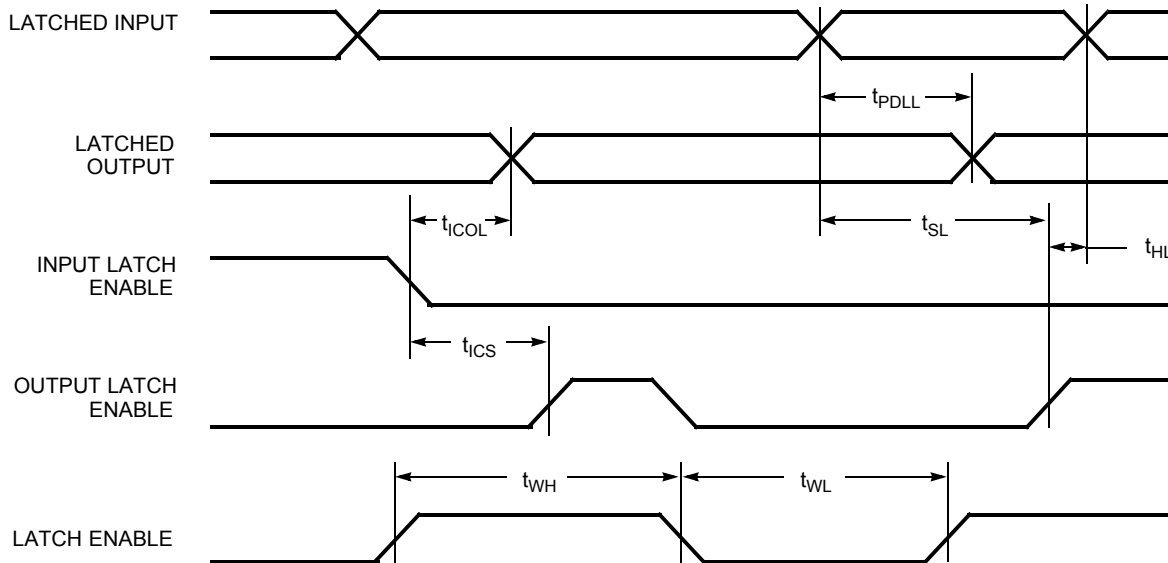 LATCHED INPUT
tPDLL
LATCHED
OUTPUT
tICOL
tSL
tHL
INPUT LATCH
ENABLE
tICS
OUTPUT LATCH
ENABLE
tWH
tWL
LATCH ENABLE